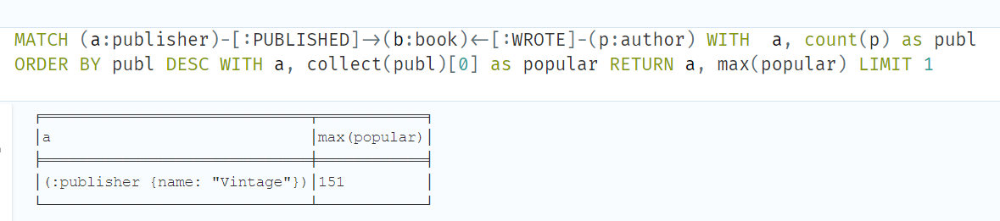 MATCH (a:publisher)-[:PUBLISHED]->(b:book)<-[:WROTE]-(p:author) WITH  a, count(p) as publ
ORDER BY publ DESC WITH a, collect(publ)[0] as popular RETURN a, max(popular) LIMIT 1
a max(popular)
(:publisher {name: "Vintage"}) 151